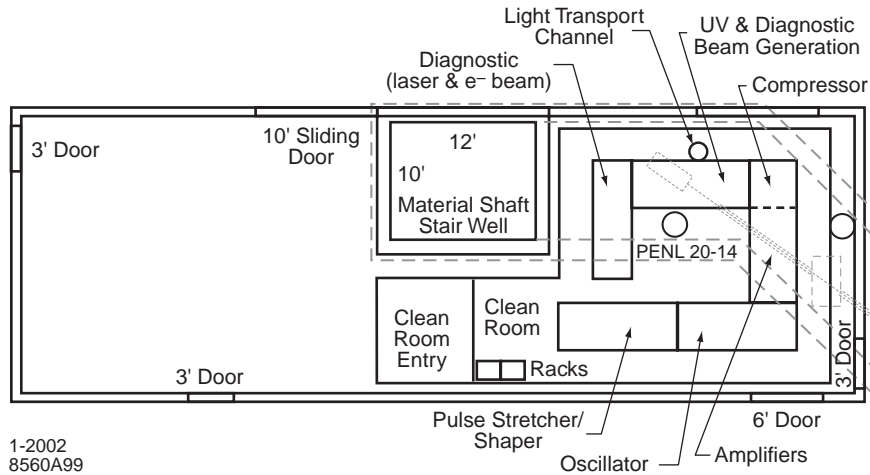 Light Transport
Channel
UV & Diagnostic
Beam Generation
Diagnostic
(laser & e– beam)
Compressor
3' Door
10' Sliding
Door
12'
10'
Material Shaft
Stair Well
PENL 20-14
Clean
Room
Entry
Clean
Room
Racks
3' Door
3' Door
Pulse Stretcher/
Shaper
6' Door
Oscillator
Amplifiers
1-2002
8560A99